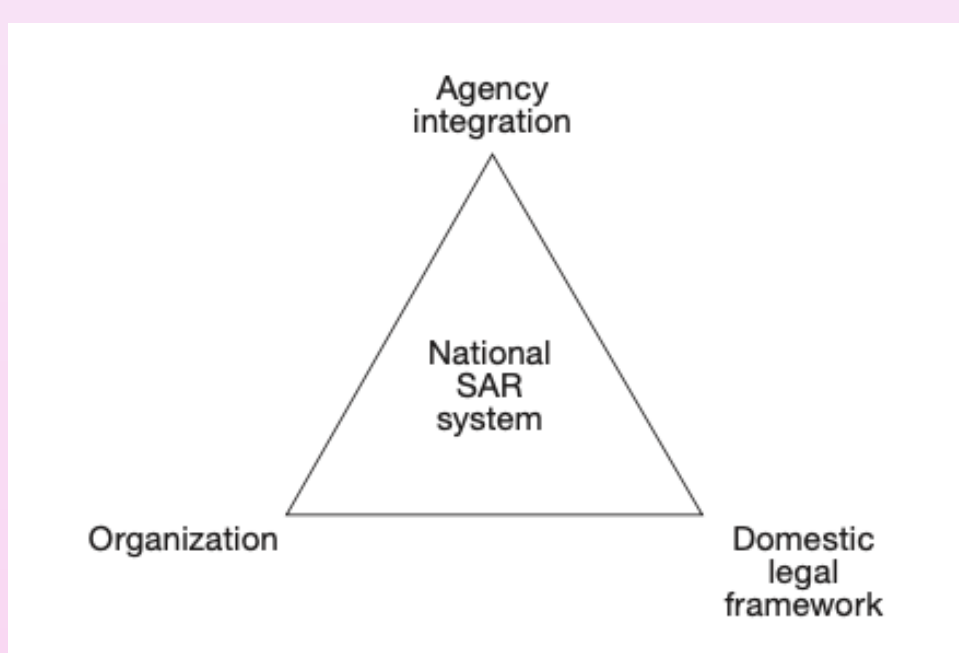 Agency
integration
National
SAR
system
Organization
Domestic
legal
framework